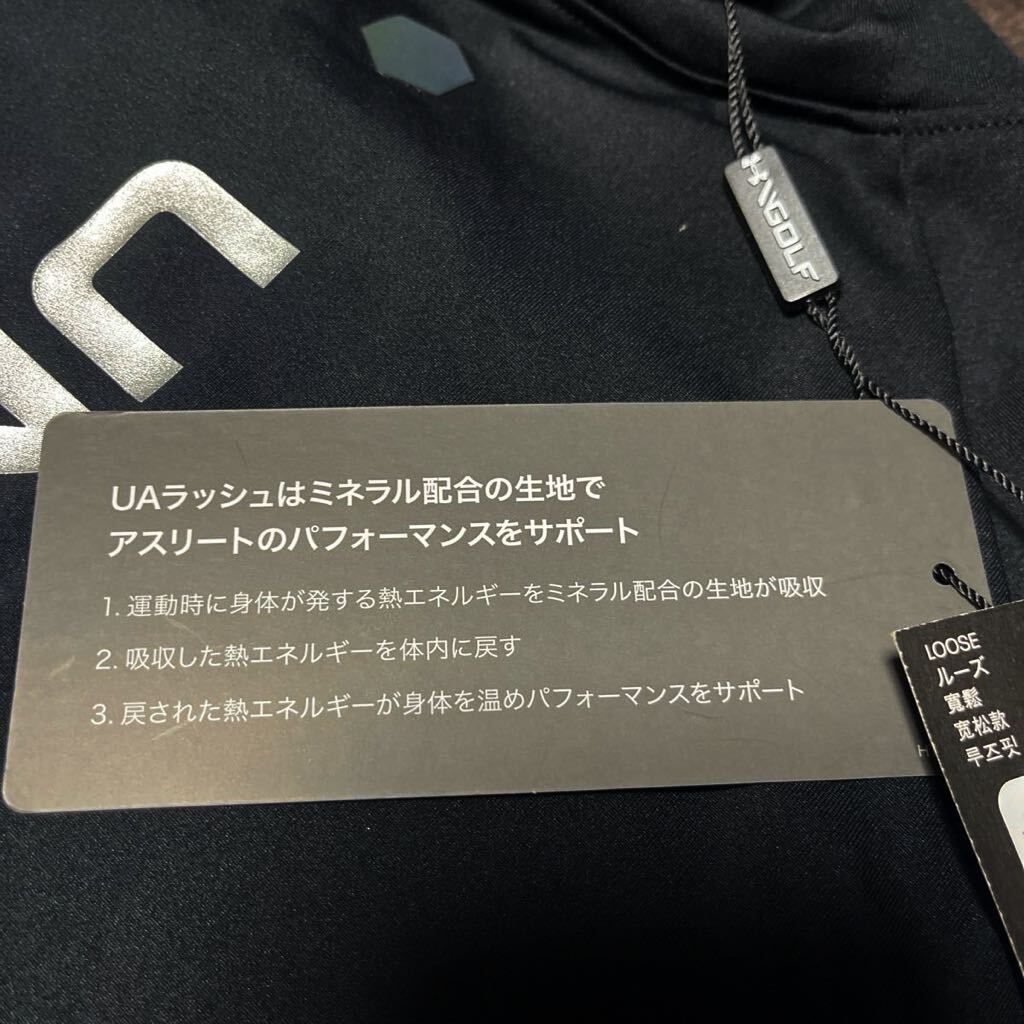 GOLF
UAラッシュはミネラル配合の生地で
アスリートのパフォーマンスをサポート
1. 運動時に身体が発する熱エネルギーをミネラル配合の生地が吸収
2. 吸収した熱エネルギーを体内に戻す
3. 戻された熱エネルギーが身体を温めパフォーマンスをサポート
LOOSE
ルーズ
寬鬆
宽松款
루즈핏